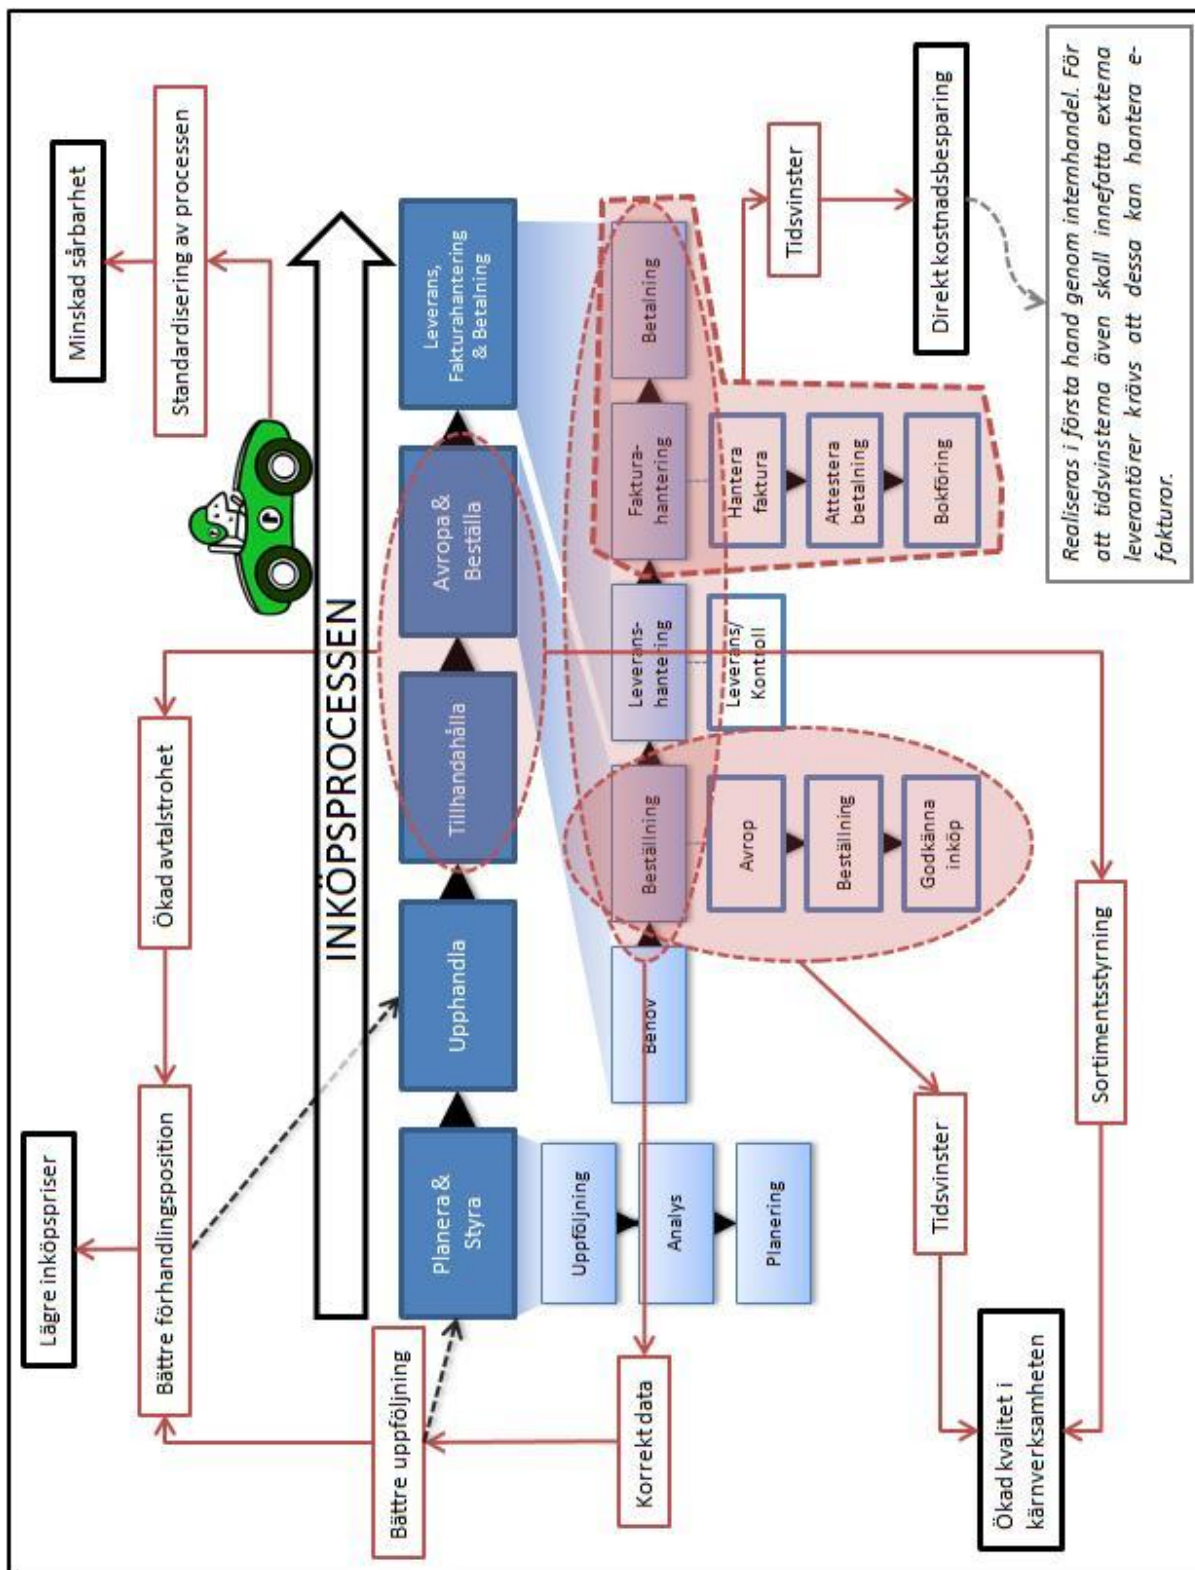 Minskad sårbarhet
Standardisering av processen
Lägre inköpspriser
Bättre förhandlingsposition
Ökad avtalstrohet
INKÖPSPROCESSEN
Bättre uppföljning
Planera &
Styra
Upphandla
Tillhandahålla
Avropa &
Beställa
Leverans,
Fakturahantering
& Betalning
Uppföljning
Analys
Planering
Behov
Beställning
Leverans-
hantering
Faktura-
hantering
Betalning
Avrop
Beställning
Godkänna
inköp
Leverans/
Kontroll
Hantera
faktura
Attestera
betalning
Bokföring
Korrekt data
Tidsvinster
Tidsvinster
Direkt kostnadsbesparing
Ökad kvalitet i
kärnverksamheten
Sortimentsstyrning
Realiseras i första hand genom internhandel. För
att tidsvinsterna även skall innefatta externa
leverantörer krävs att dessa kan hantera e-
fakturor.